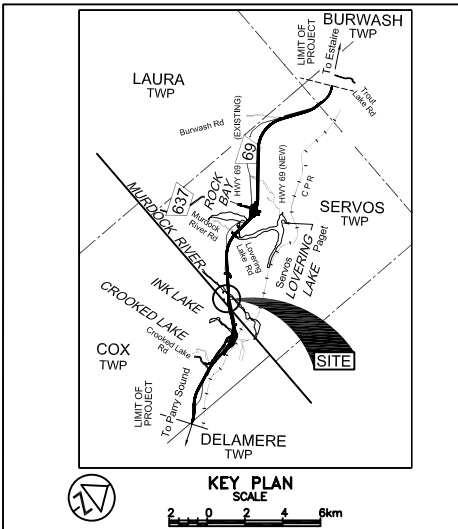 BURWASH
TWP
LIMIT OF
PROJECT
To Estaire
Trout
Lake Rd
LAURA
TWP
Burwash Rd
(EXISTING)
HWY 69
69
HWY 69 (NEW)
C.P.R
637
ROCK
BAY
Murdock
River Rd
SERVOS
TWP
MURDOCK RIVER
Lovering
Lake Rd
Servos
LOVERING
LAKE
Paget
INK LAKE
CROOKED LAKE
Crooked Lake
Rd
SITE
COX
TWP
LIMIT OF
PROJECT
To Parry Sound
DELAMERE
TWP
KEY PLAN
SCALE
2 0 2 4 6km